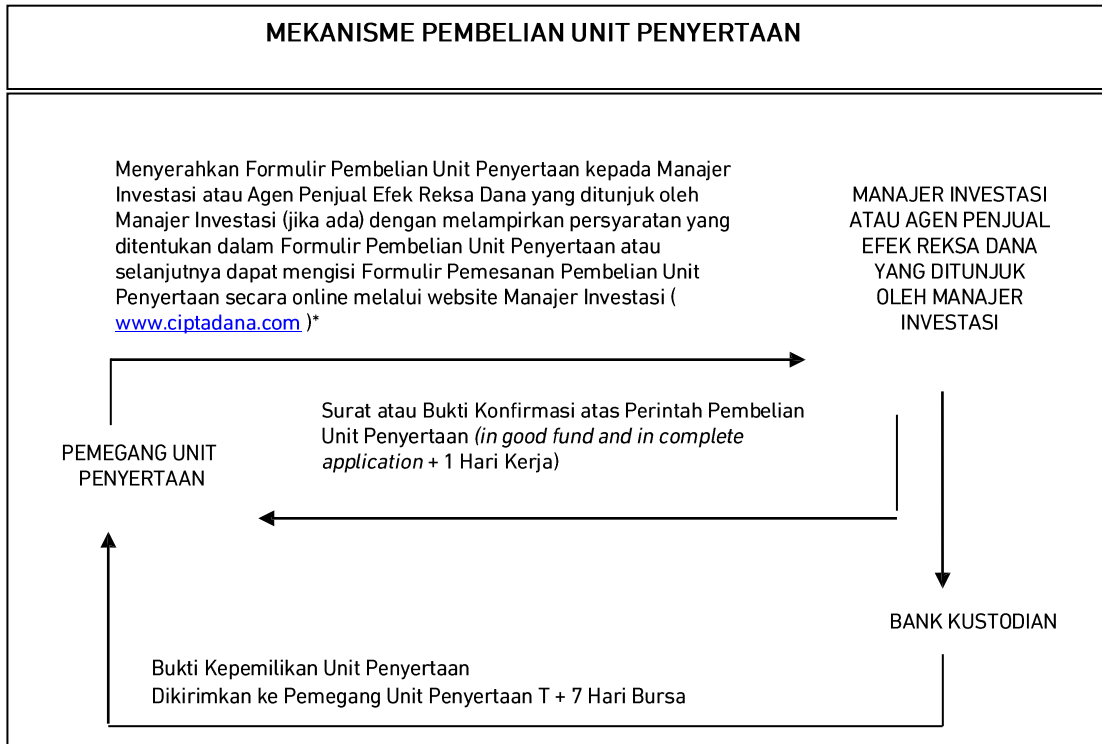 MEKANISME PEMBELIAN UNIT PENYERTAAN
Menyerahkan Formulir Pembelian Unit Penyertaan kepada Manajer
Investasi atau Agen Penjual Efek Reksa Dana yang ditunjuk oleh
Manajer Investasi (jika ada) dengan melampirkan persyaratan yang
ditentukan dalam Formulir Pembelian Unit Penyertaan atau
selanjutnya dapat mengisi Formulir Pemesanan Pembelian Unit
Penyertaan secara online melalui website Manajer Investasi (
www.ciptadana.com )*
MANAJER INVESTASI
ATAU AGEN PENJUAL
EFEK REKSA DANA
YANG DITUNJUK
OLEH MANAJER
INVESTASI
Surat atau Bukti Konfirmasi atas Perintah Pembelian
Unit Penyertaan (in good fund and in complete
application + 1 Hari Kerja)
PEMEGANG UNIT
PENYERTAAN
BANK KUSTODIAN
Bukti Kepemilikan Unit Penyertaan
Dikirimkan ke Pemegang Unit Penyertaan T + 7 Hari Bursa